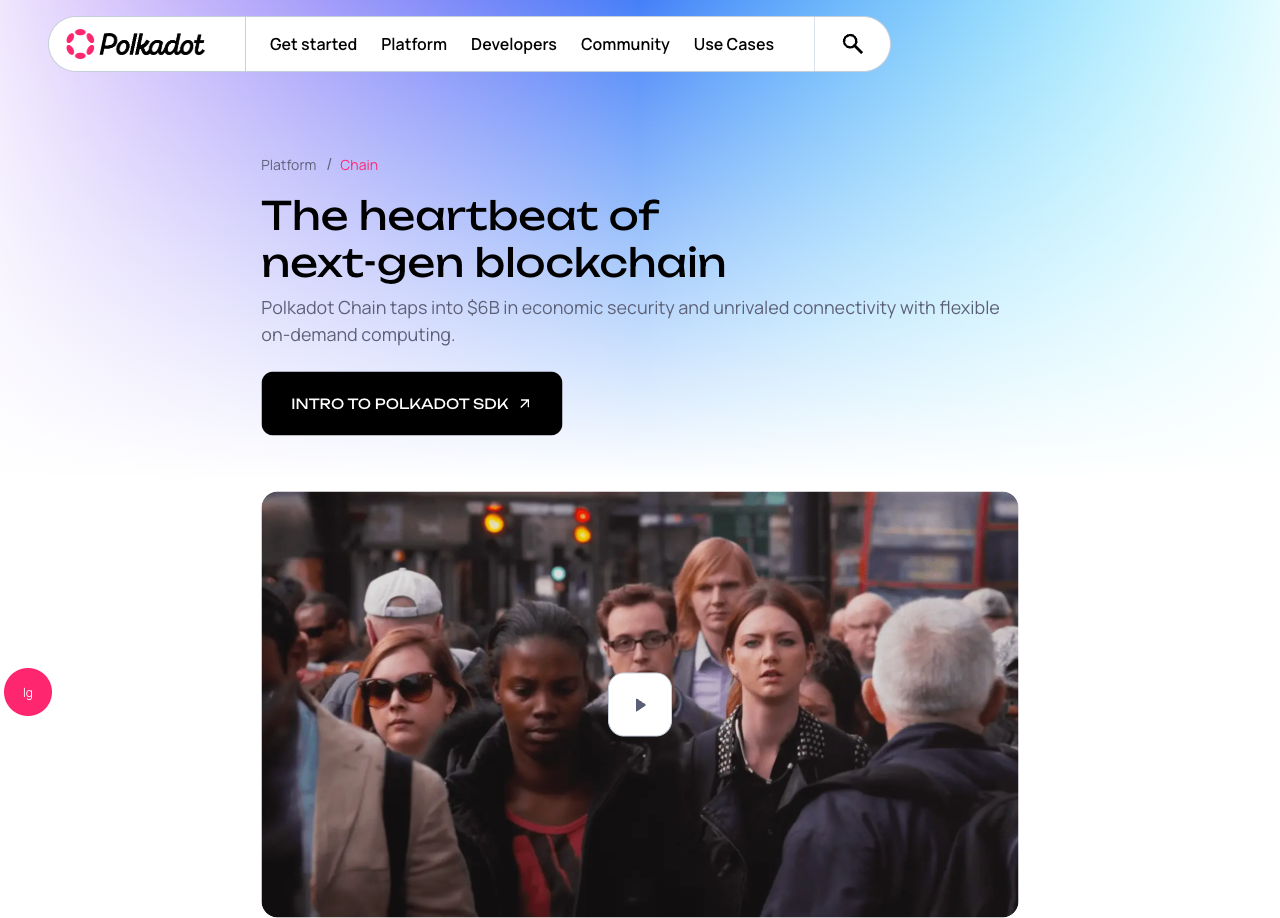 Polkadot
Get started
Platform
Developers
Community
Use Cases
Platform / Chain
The heartbeat of
next-gen blockchain
Polkadot Chain taps into $6B in economic security and unrivaled connectivity with flexible
on-demand computing.
INTRO TO POLKADOT SDK
lg